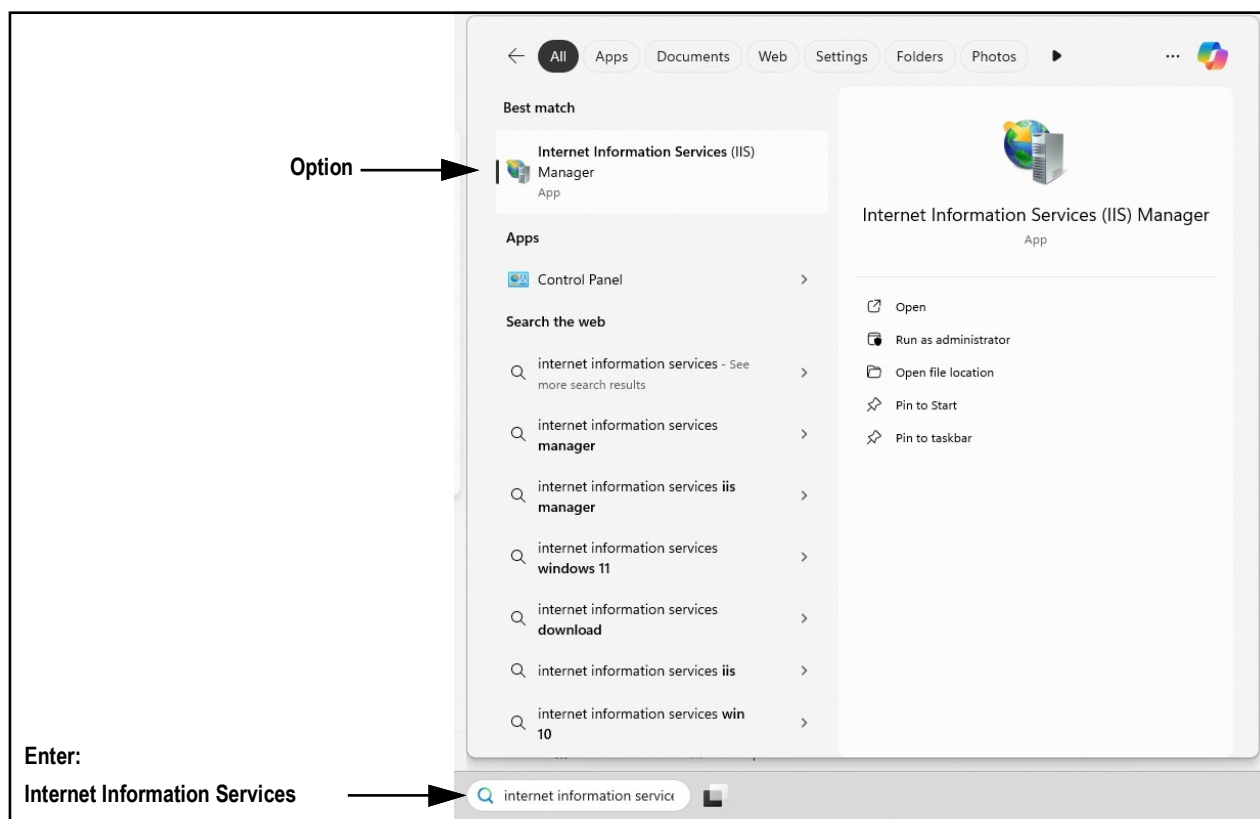 All Apps Documents Web Settings Folders Photos ...
Best match
Option
Internet Information Services (IIS)
Manager
App
Apps
Control Panel
Search the web
internet information services - See
more search results
internet information services
manager
internet information services iis
manager
internet information services
windows 11
internet information services
download
internet information services iis
internet information services win
10
Internet Information Services (IIS) Manager
App
Open
Run as administrator
Open file location
Pin to Start
Pin to taskbar
Enter:
Internet Information Services
internet information service